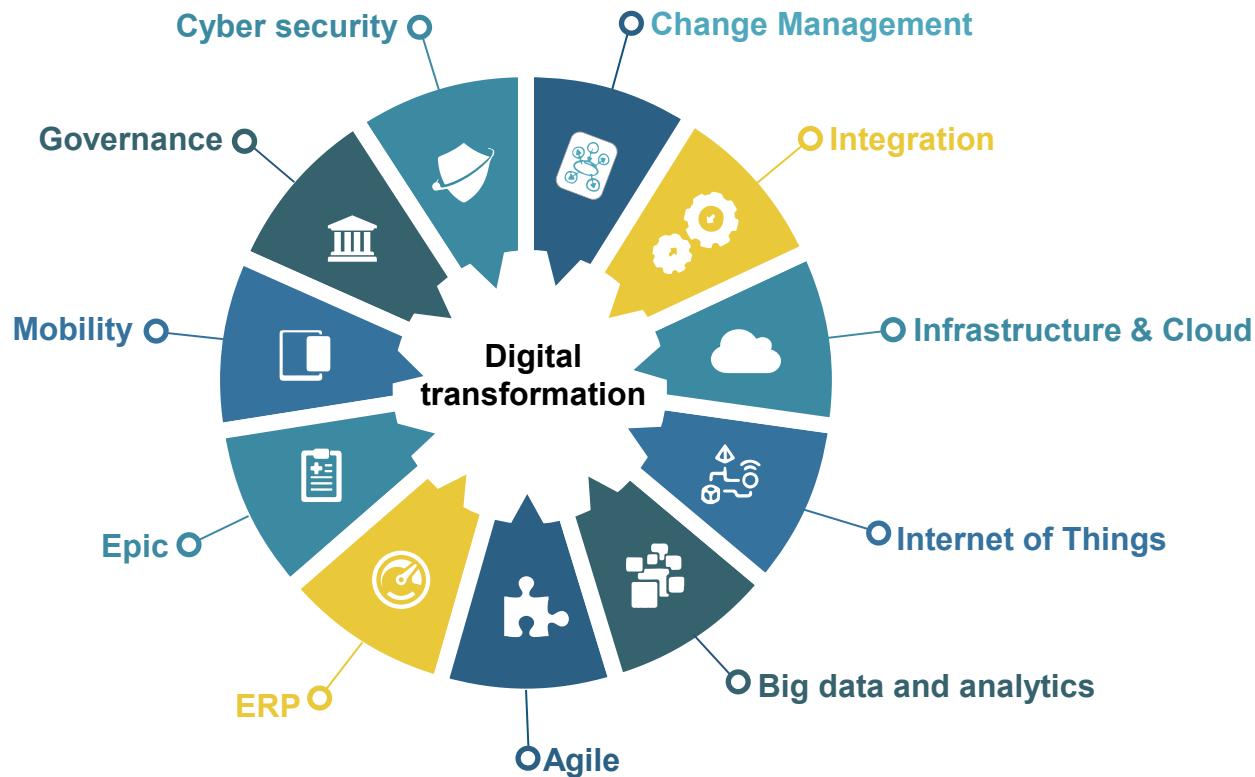 Cyber security
Change Management
Governance
Integration
Mobility
Infrastructure & Cloud
Digital
transformation
Epic
Internet of Things
ERP
Big data and analytics
Agile